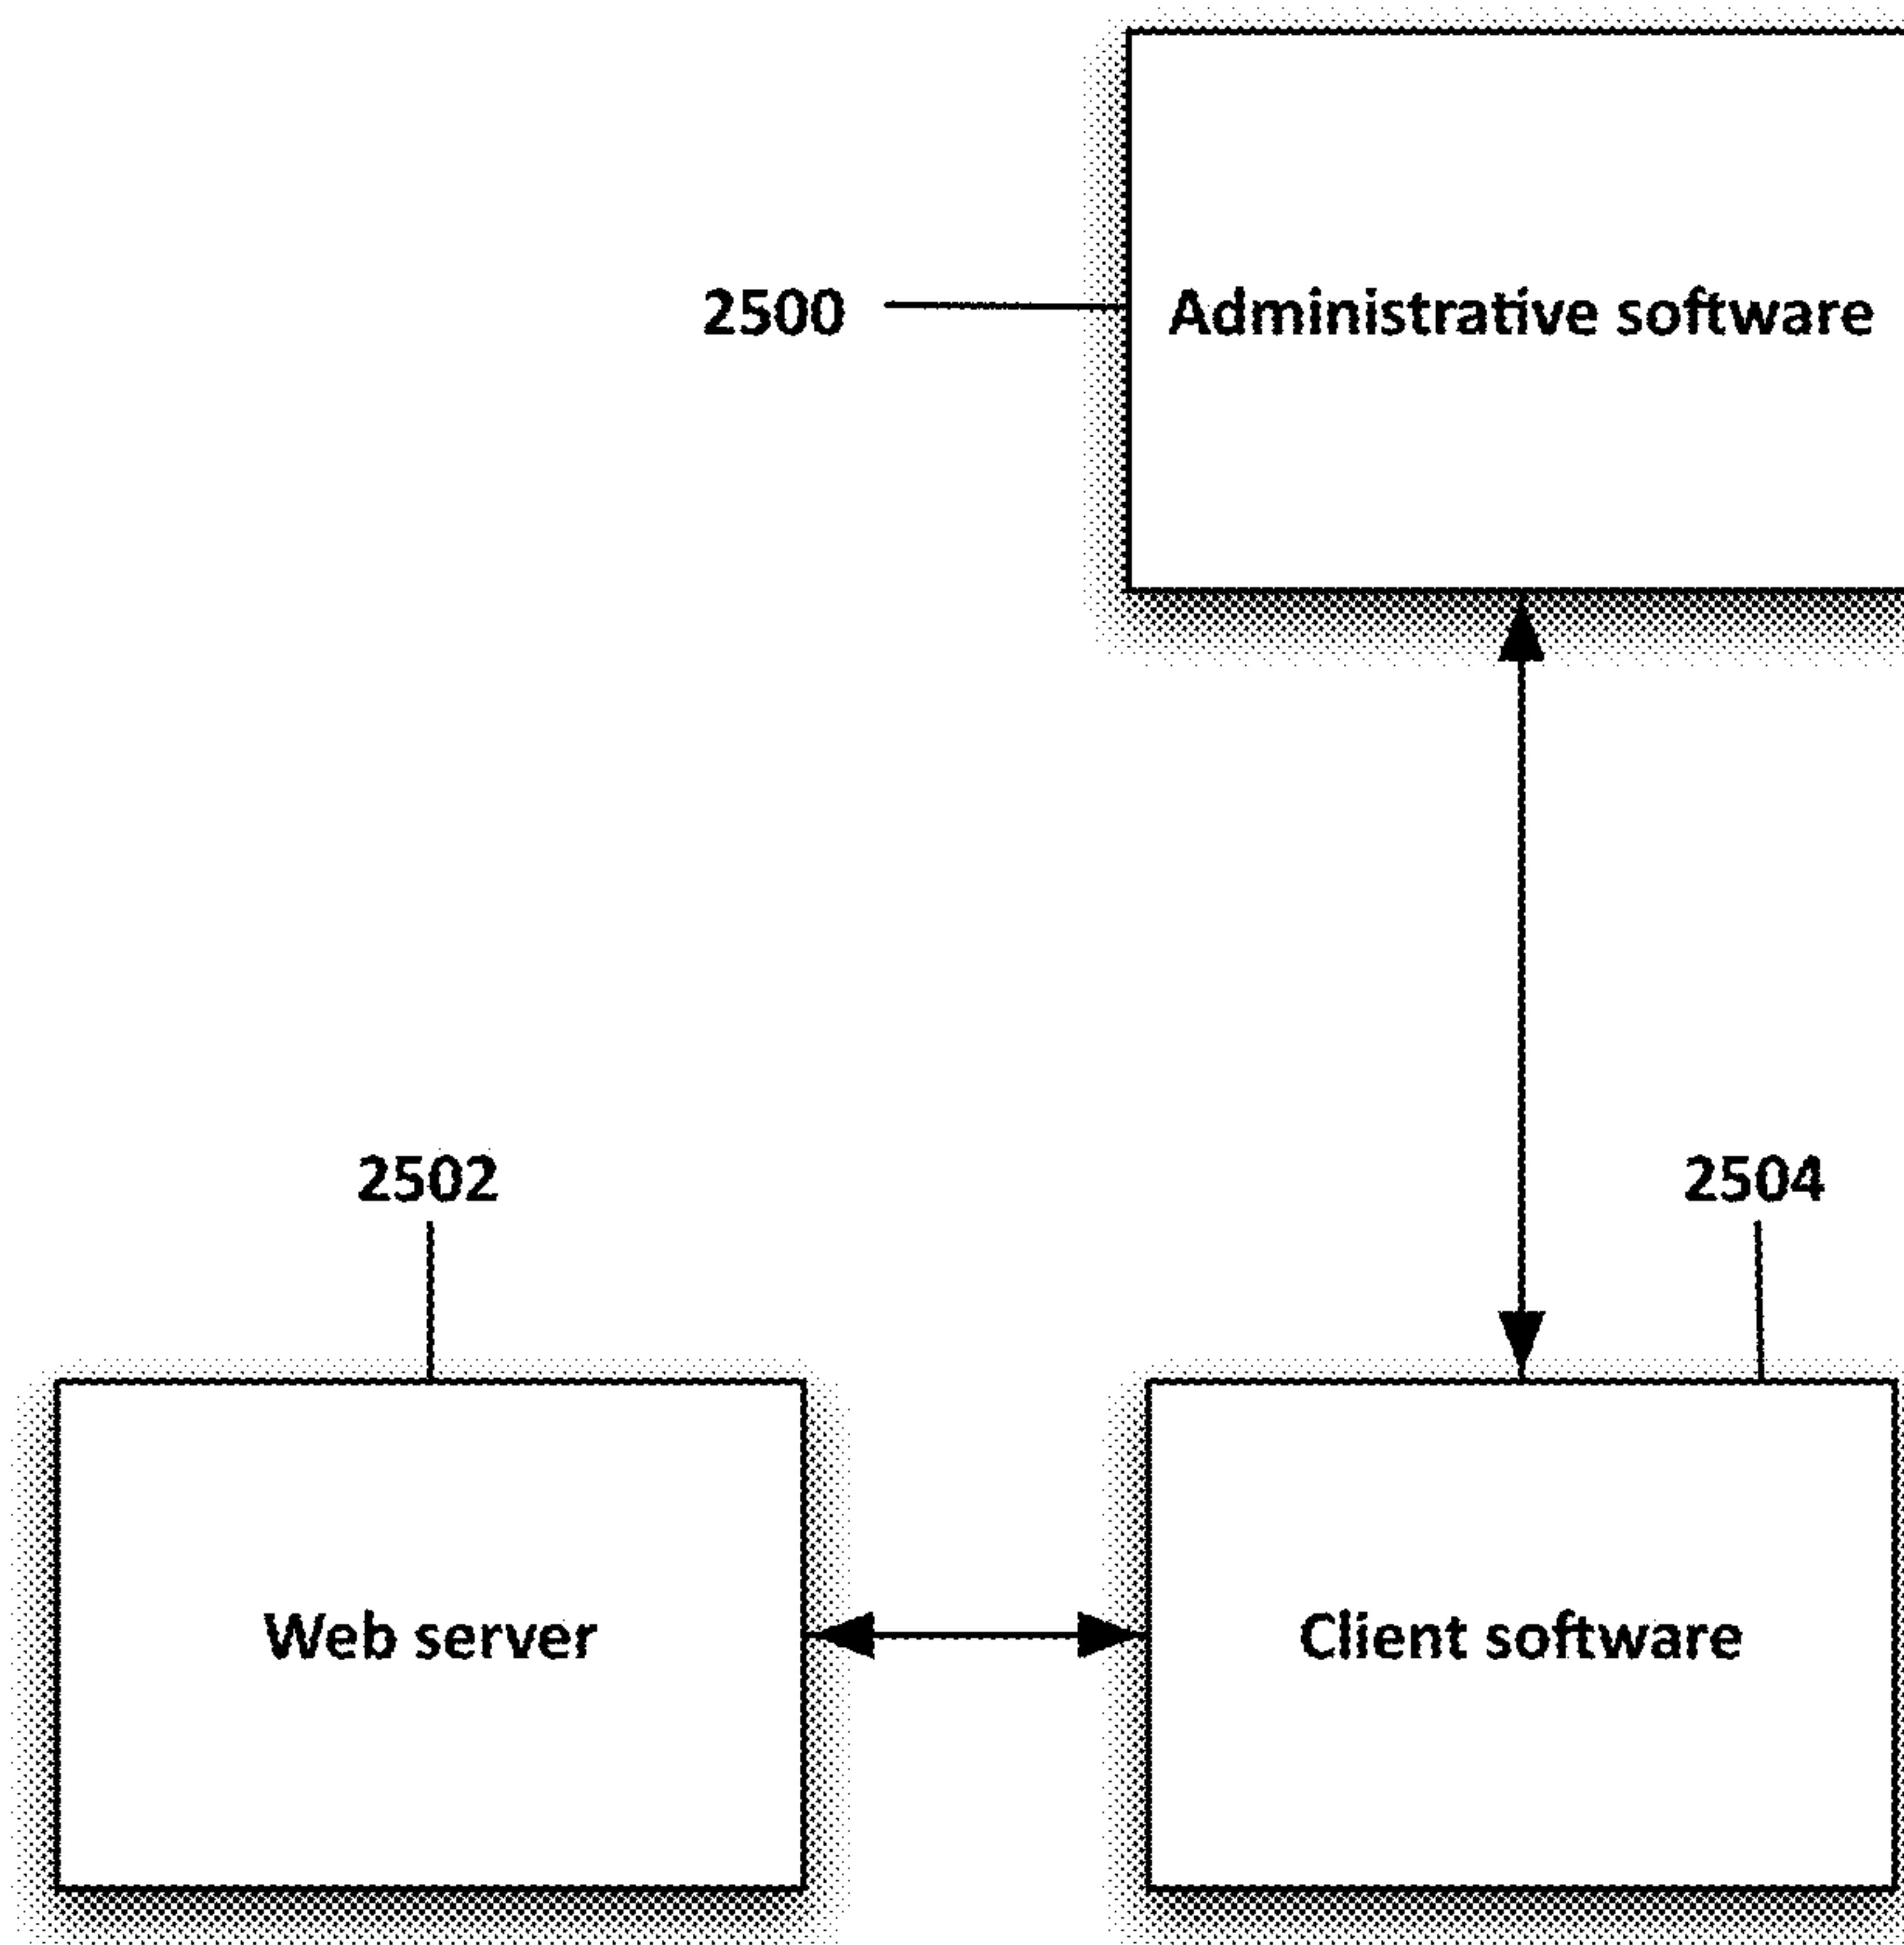 2500
Administrative software
2502
2504
Web server
Client software